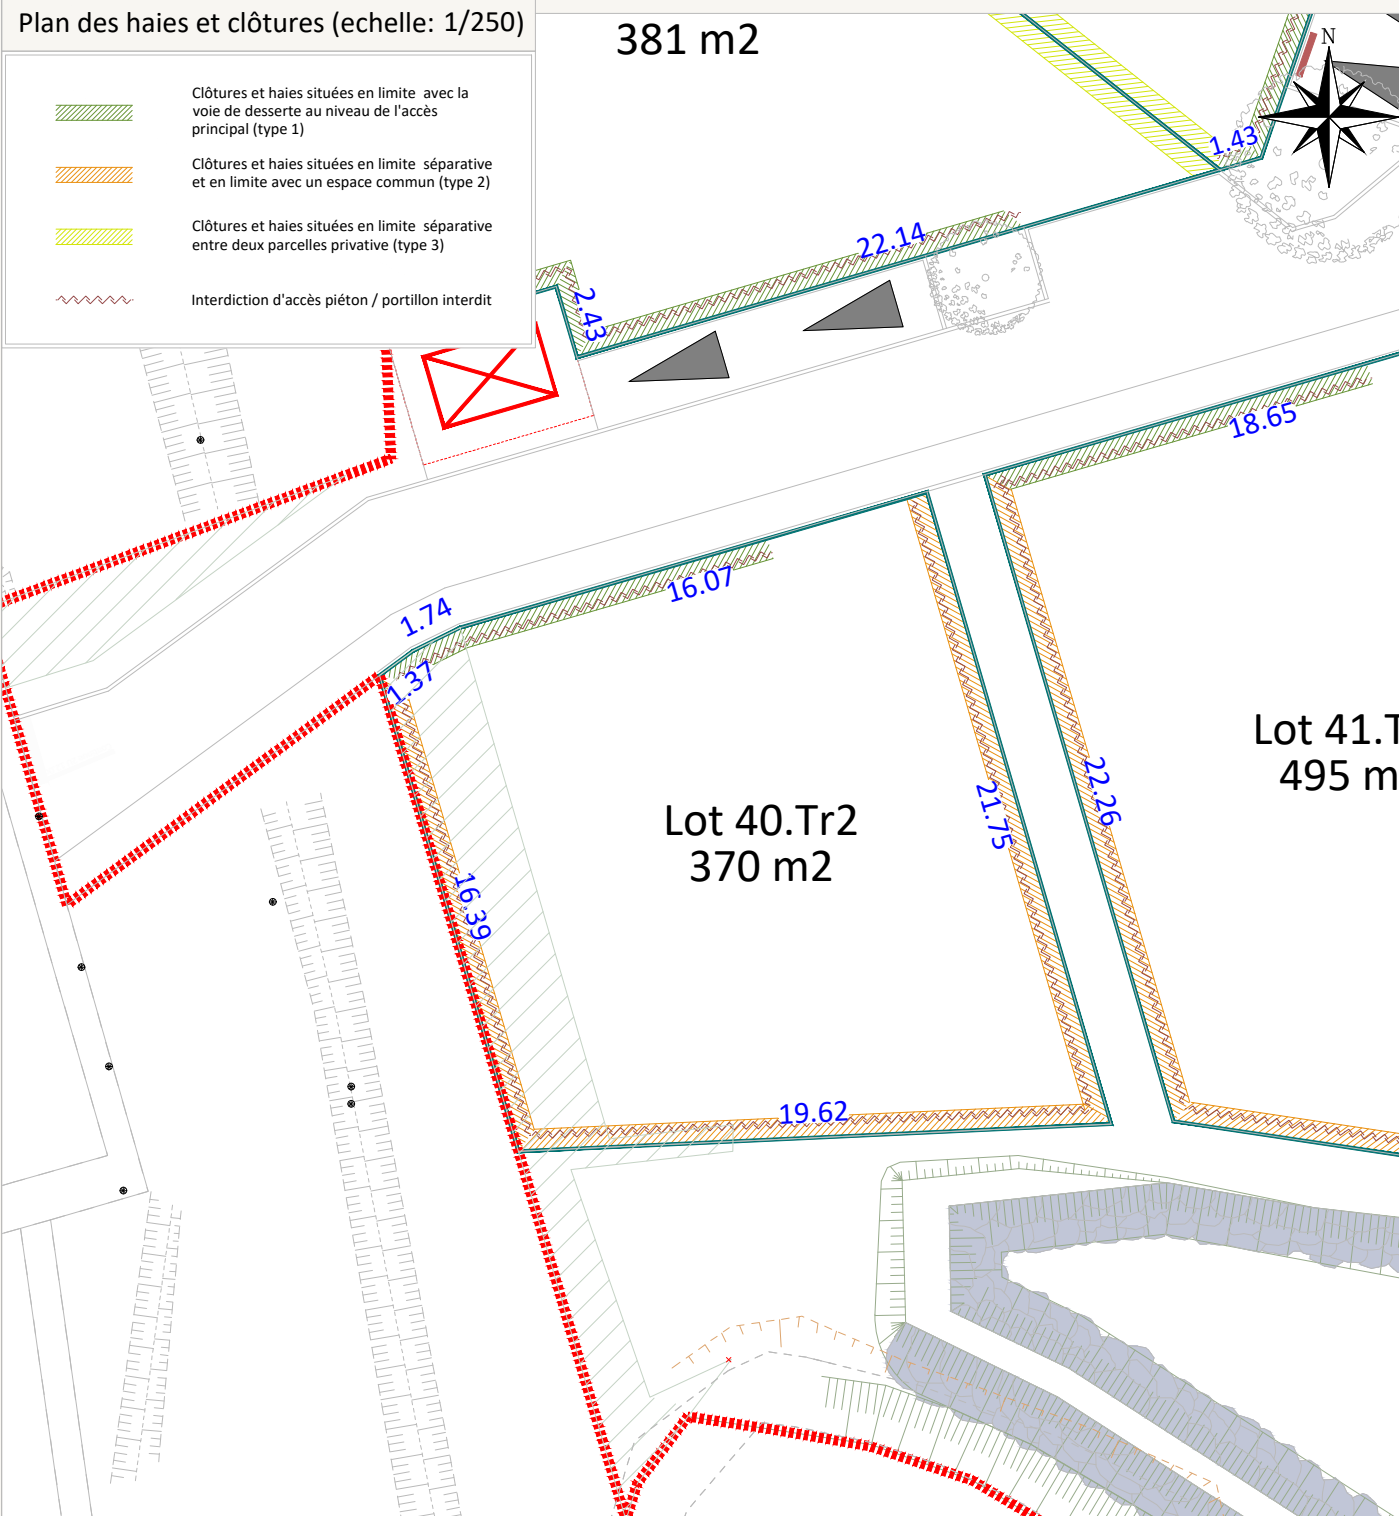 Plan des haies et clôtures (echelle: 1/250)
Clôtures et haies situées en limite avec la
voie de desserte au niveau de l'accès
principal (type 1)
Clôtures et haies situées en limite séparative
et en limite avec un espace commun (type 2)
Clôtures et haies situées en limite séparative
entre deux parcelles privative (type 3)
Interdiction d'accès piéton / portillon interdit
381 m2
N
1.43
22.14
2.43
18.65
16.07
1.74
1.37
Lot 41.T
495 m
22.26
21.75
Lot 40.Tr2
370 m2
16.39
19.62